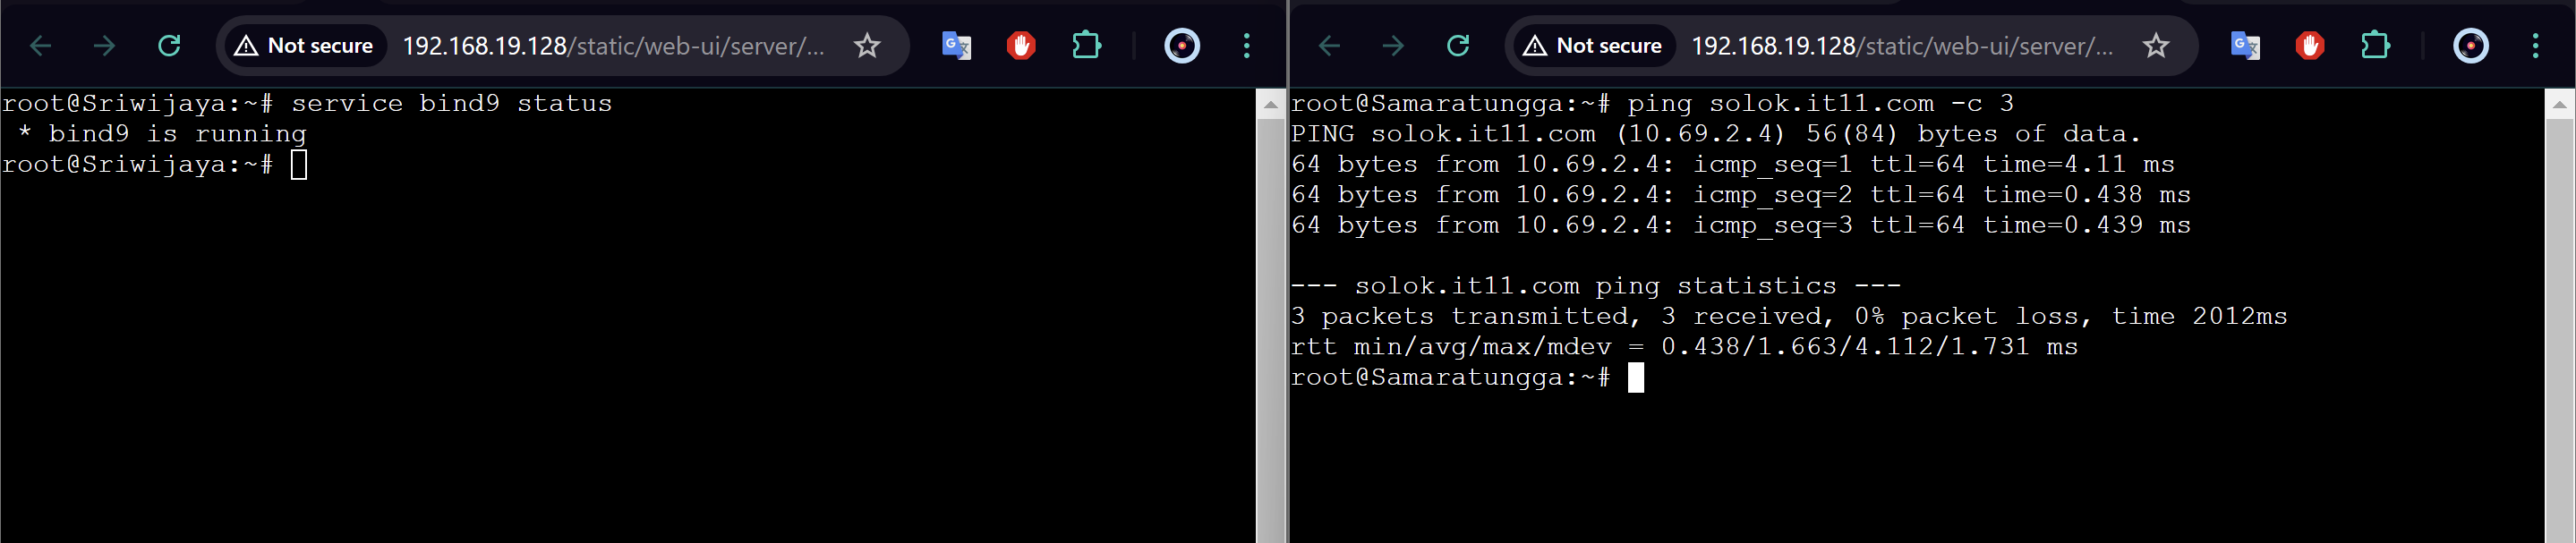 Not secure 192.168.19.128/static/web-ui/server/...
root@Sriwijaya:~# service bind9 status
 * bind9 is running
root@Sriwijaya:~#
Not secure 192.168.19.128/static/web-ui/server/...
root@Samaratungga:~# ping solok.it11.com -c 3
PING solok.it11.com (10.69.2.4) 56(84) bytes of data.
64 bytes from 10.69.2.4: icmp_seq=1 ttl=64 time=4.11 ms
64 bytes from 10.69.2.4: icmp_seq=2 ttl=64 time=0.438 ms
64 bytes from 10.69.2.4: icmp_seq=3 ttl=64 time=0.439 ms
--- solok.it11.com ping statistics ---
3 packets transmitted, 3 received, 0% packet loss, time 2012ms
rtt min/avg/max/mdev = 0.438/1.663/4.112/1.731 ms
root@Samaratungga:~#